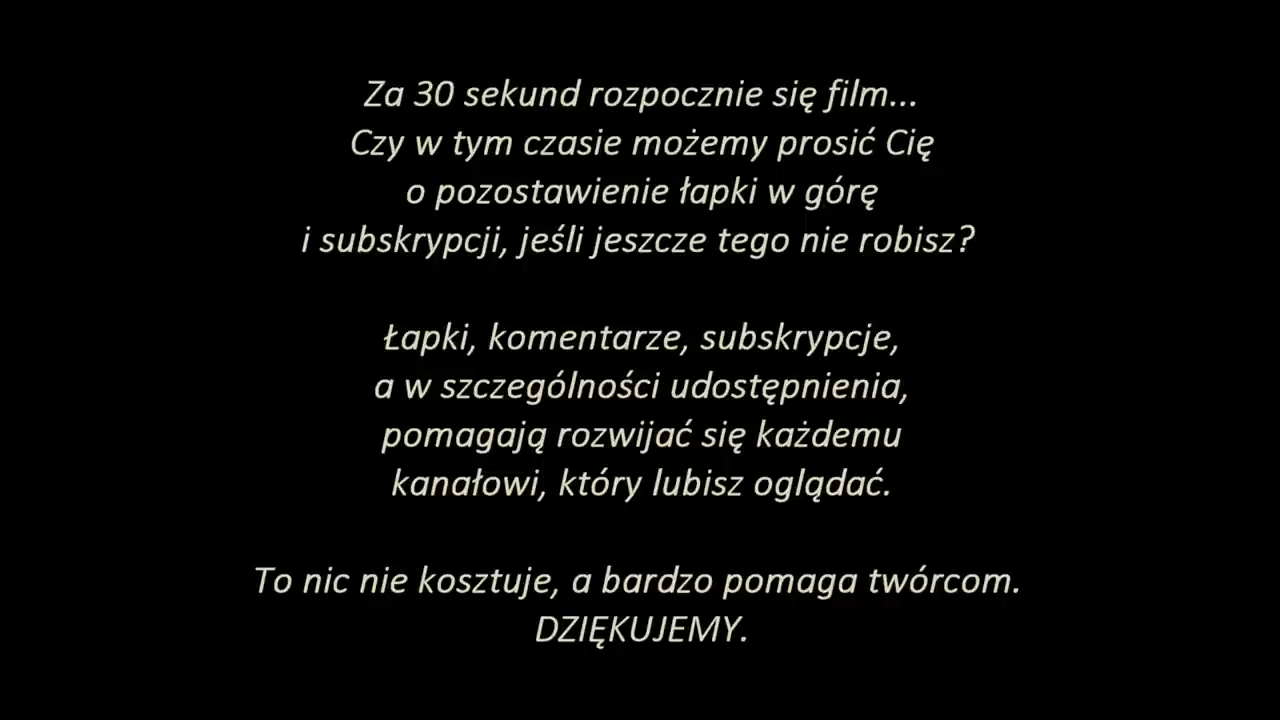 Za 30 sekund rozpocznie się film...
Czy w tym czasie możemy prosić Cię
o pozostawienie łapki w górę
i subskrypcji, jeśli jeszcze tego nie robisz?
Łapki, komentarze, subskrypcje,
a w szczególności udostępnienia,
pomagają rozwijać się każdemu
kanałowi, który lubisz oglądać.
To nic nie kosztuje, a bardzo pomaga twórcom.
DZIĘKUJEMY.